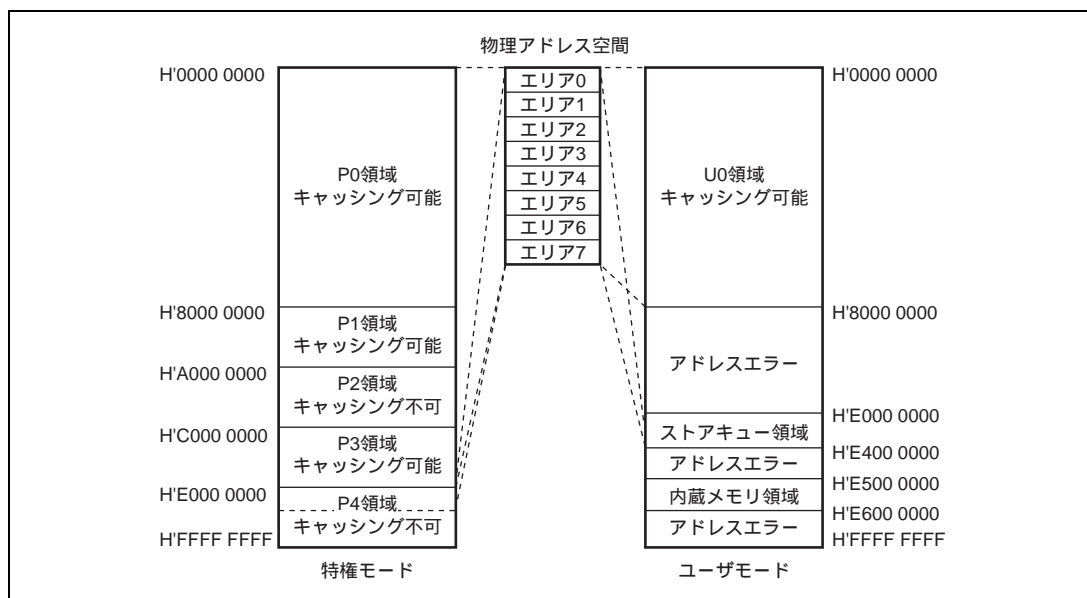 物理アドレス空間
H'0000 0000
P0領域
キャッシング可能
H'8000 0000
P1領域
キャッシング可能
H'A000 0000
P2領域
キャッシング不可
H'C000 0000
P3領域
キャッシング可能
H'E000 0000
P4領域
キャッシング不可
H'FFFF FFFF
特権モード
エリア0
エリア1
エリア2
エリア3
エリア4
エリア5
エリア6
エリア7
H'0000 0000
U0領域
キャッシング可能
H'8000 0000
アドレスエラー
H'E000 0000
ストアキュー領域
H'E400 0000
アドレスエラー
H'E500 0000
内蔵メモリ領域
H'E600 0000
アドレスエラー
H'FFFF FFFF
ユーザモード